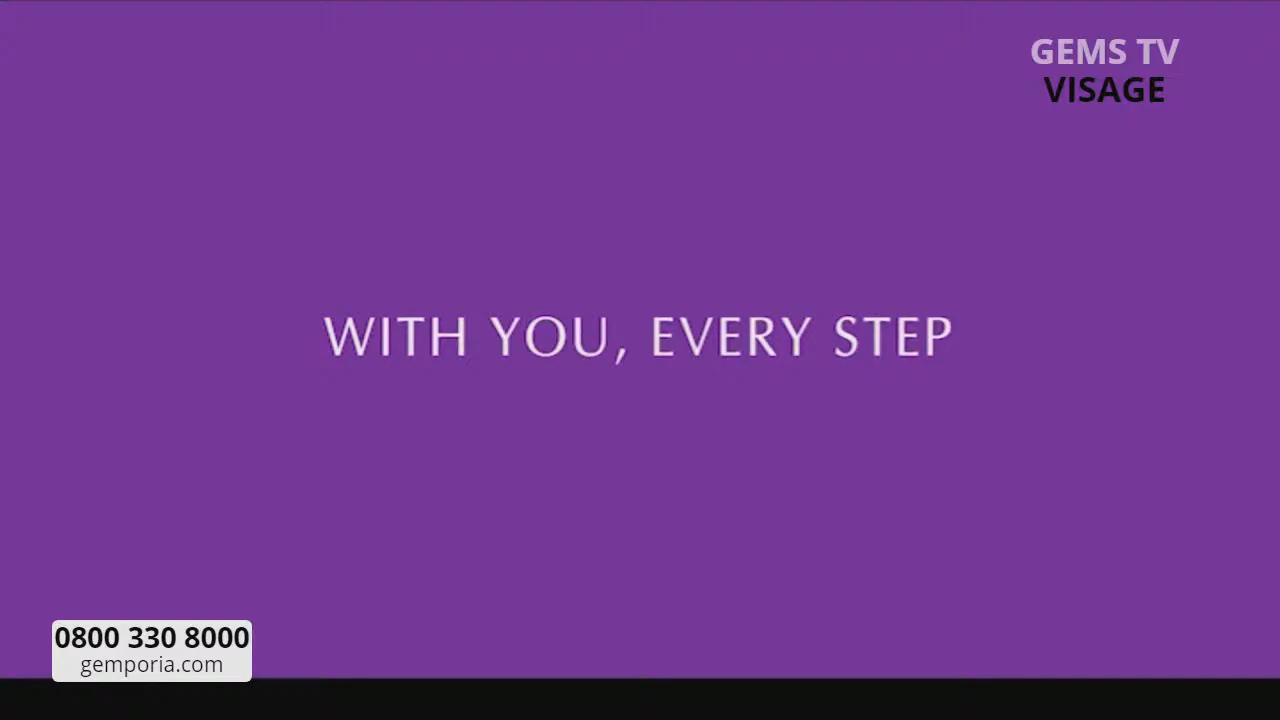 GEMS TV
VISAGE
WITH YOU, EVERY STEP
0800 330 8000
gemporia.com